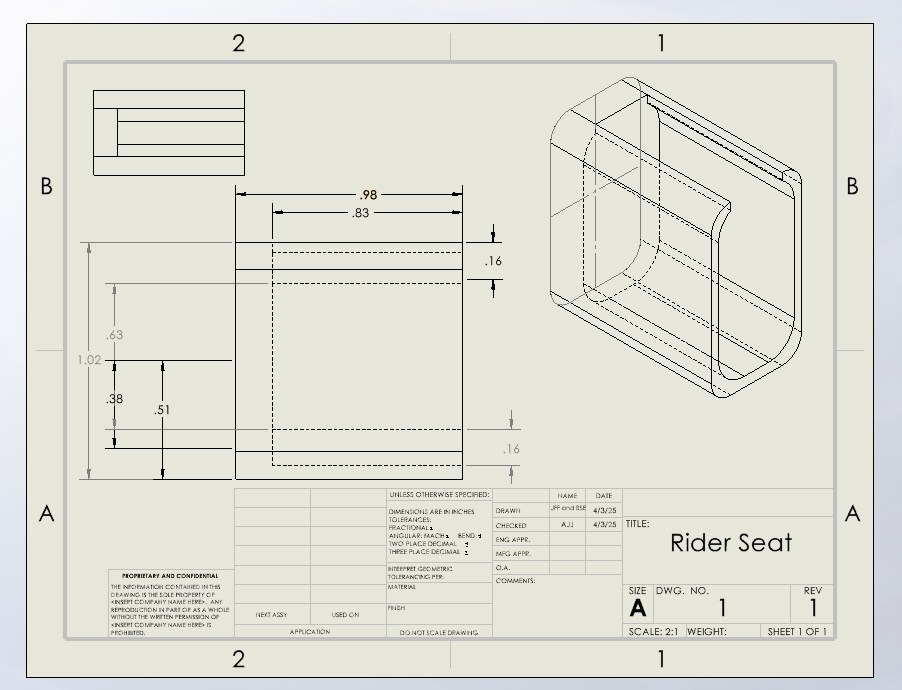 2 1
B B
.98
.83
.16
.63
1.02
.38
.51
.16
A A
UNLESS OTHERWISE SPECIFIED:
DIMENSIONS ARE IN INCHES
TOLERANCES:
FRACTIONAL±
ANGULAR: MACH± BEND ±
TWO PLACE DECIMAL ±
THREE PLACE DECIMAL ±
INTERPRET GEOMETRIC
TOLERANCING PER:
MATERIAL
FINISH
DO NOT SCALE DRAWING
NAME DATE
DRAWN JFF and BSE 4/3/25
CHECKED AJJ 4/3/25
ENG APPR.
MFG APPR.
Q.A.
COMMENTS:
TITLE:
Rider Seat
SIZE DWG. NO. REV
A 1 1
SCALE: 2:1 WEIGHT: SHEET 1 OF 1
PROPRIETARY AND CONFIDENTIAL
THE INFORMATION CONTAINED IN THIS
DRAWING IS THE SOLE PROPERTY OF
<INSERT COMPANY NAME HERE>. ANY
REPRODUCTION IN PART OR AS A WHOLE
WITHOUT THE WRITTEN PERMISSION OF
<INSERT COMPANY NAME HERE> IS
PROHIBITED.
NEXT ASSY USED ON
APPLICATION
2 1